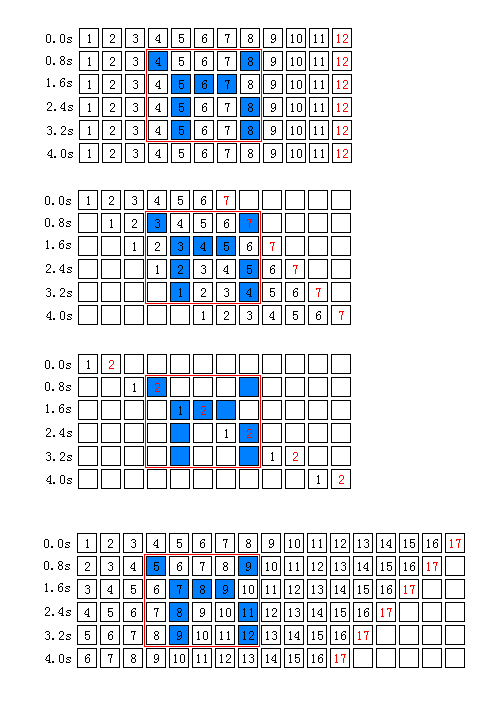 0.0s 1 2 3 4 5 6 7 8 9 10 11 12
0.8s 1 2 3 4 5 6 7 8 9 10 11 12
1.6s 1 2 3 4 5 6 7 8 9 10 11 12
2.4s 1 2 3 4 5 6 7 8 9 10 11 12
3.2s 1 2 3 4 5 6 7 8 9 10 11 12
4.0s 1 2 3 4 5 6 7 8 9 10 11 12
0.0s 1 2 3 4 5 6 7
0.8s 1 2 3 4 5 6 7
1.6s 1 2 3 4 5 6 7
2.4s 1 2 3 4 5 6 7
3.2s 1 2 3 4 5 6 7
4.0s 1 2 3 4 5 6 7
0.0s 1 2
0.8s 1 2
1.6s 1 2
2.4s 1 2
3.2s 1 2
4.0s 1 2
0.0s 1 2 3 4 5 6 7 8 9 10 11 12 13 14 15 16 17
0.8s 2 3 4 5 6 7 8 9 10 11 12 13 14 15 16 17
1.6s 3 4 5 6 7 8 9 10 11 12 13 14 15 16 17
2.4s 4 5 6 7 8 9 10 11 12 13 14 15 16 17
3.2s 5 6 7 8 9 10 11 12 13 14 15 16 17
4.0s 6 7 8 9 10 11 12 13 14 15 16 17